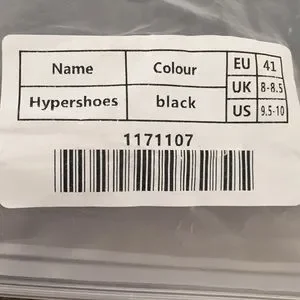 Name Colour EU 41
UK 8-8.5
Hypershoes black US 9.5-10
1171107